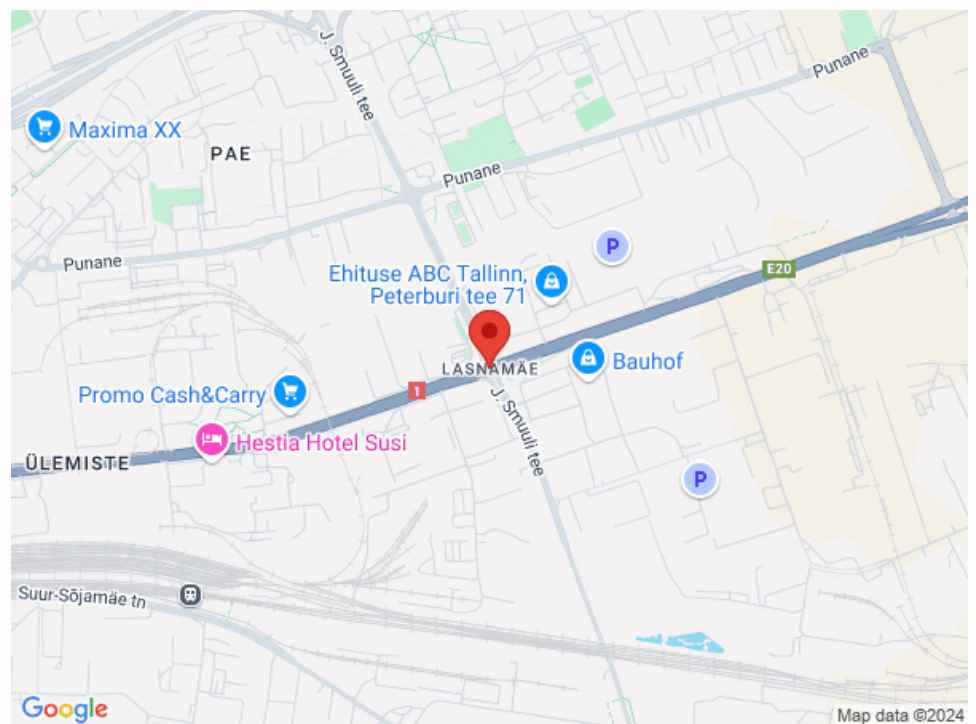 J. Smuuli tee
Punane
Maxima XX
PAE
Punane
Punane
Ehituse ABC Tallinn,
Peterburi tee 71
P
E20
LASNAMÄE
Bauhof
1
Promo Cash&Carry
J. Smuuli tee
Hestia Hotel Susi
ÜLEMISTE
P
Suur-Sõjamäe tn
Google
Map data ©2024